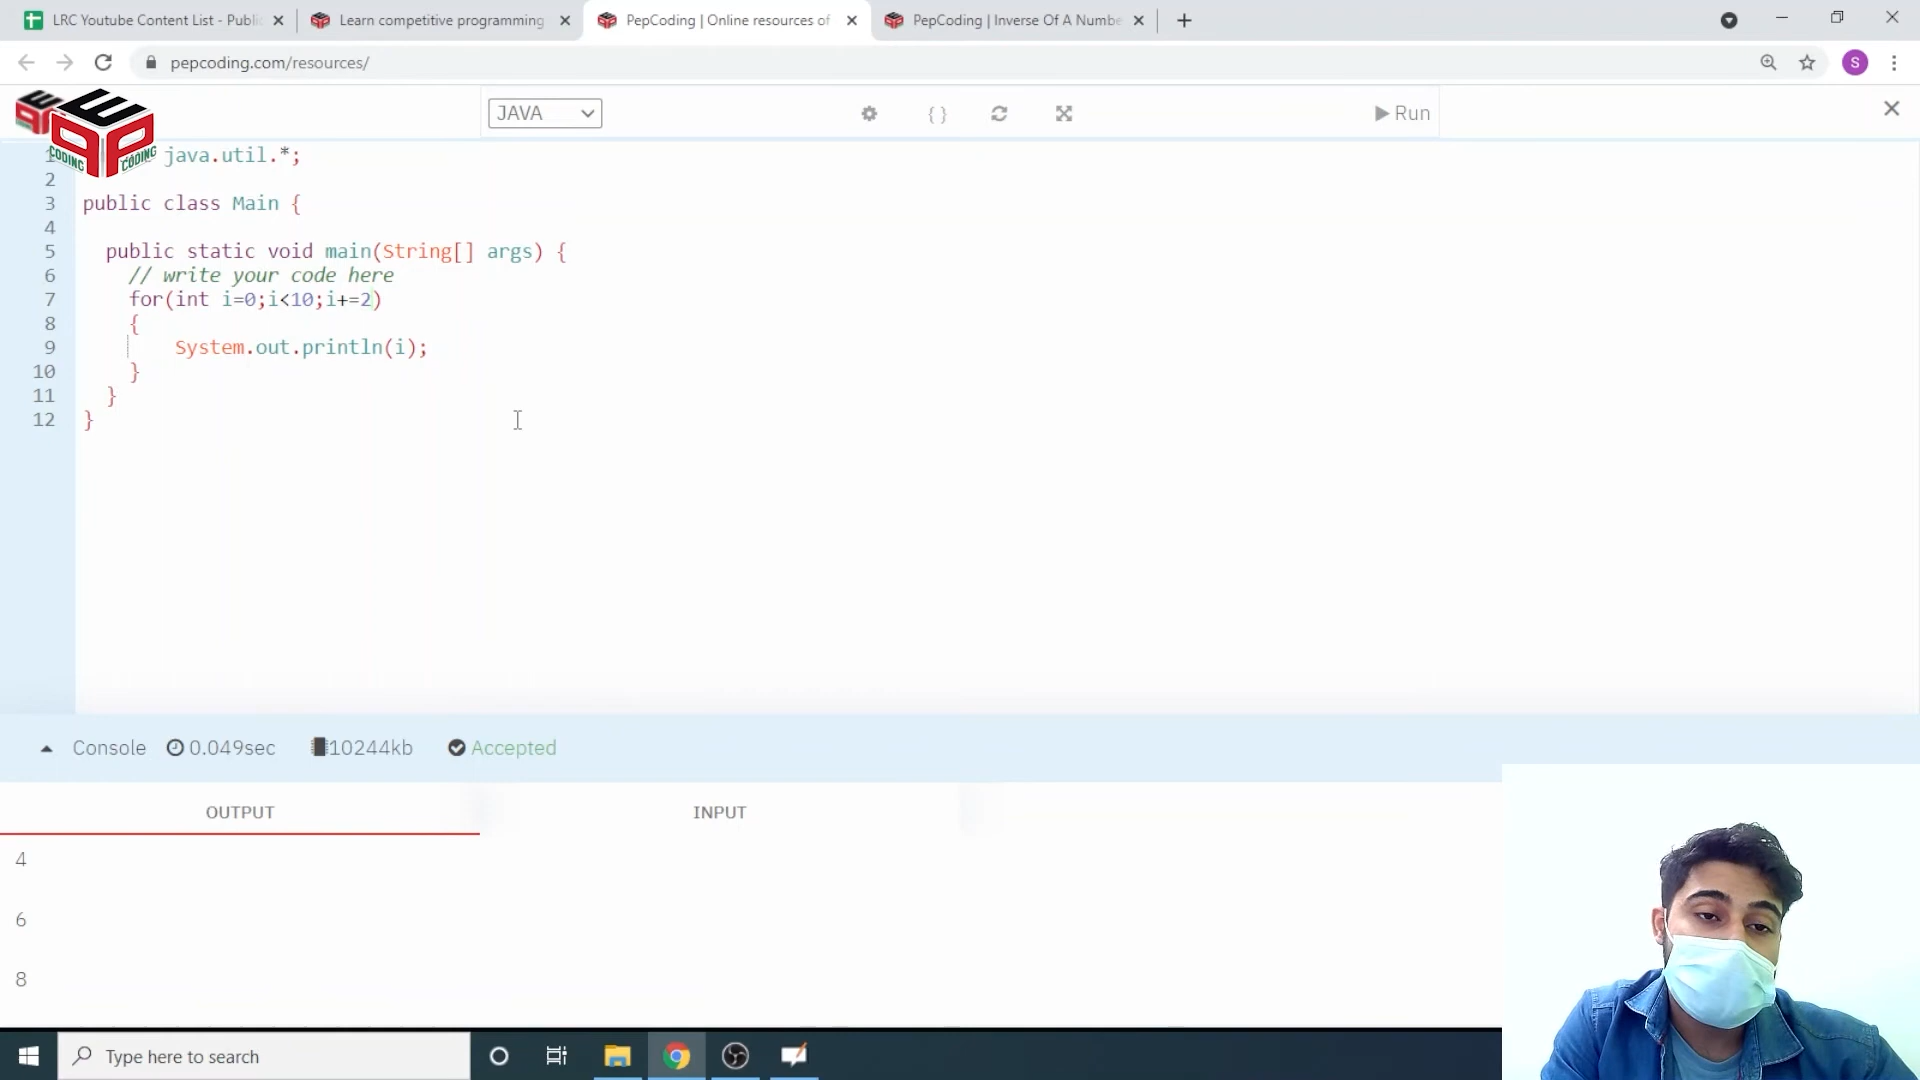 LRC Youtube Content List - Public
Learn competitive programming
PepCoding | Online resources of
PepCoding | Inverse Of A Numbe
pepcoding.com/resources/
S
CODING CODING
JAVA
Run
1 java.util.*;
2
3 public class Main {
4
5 public static void main(String[] args) {
6 // write your code here
7 for(int i=0;i<10;i+=2)
8 {
9 System.out.println(i);
10 }
11 }
12 }
Console 0.049sec 10244kb Accepted
OUTPUT INPUT
4
6
8
Type here to search